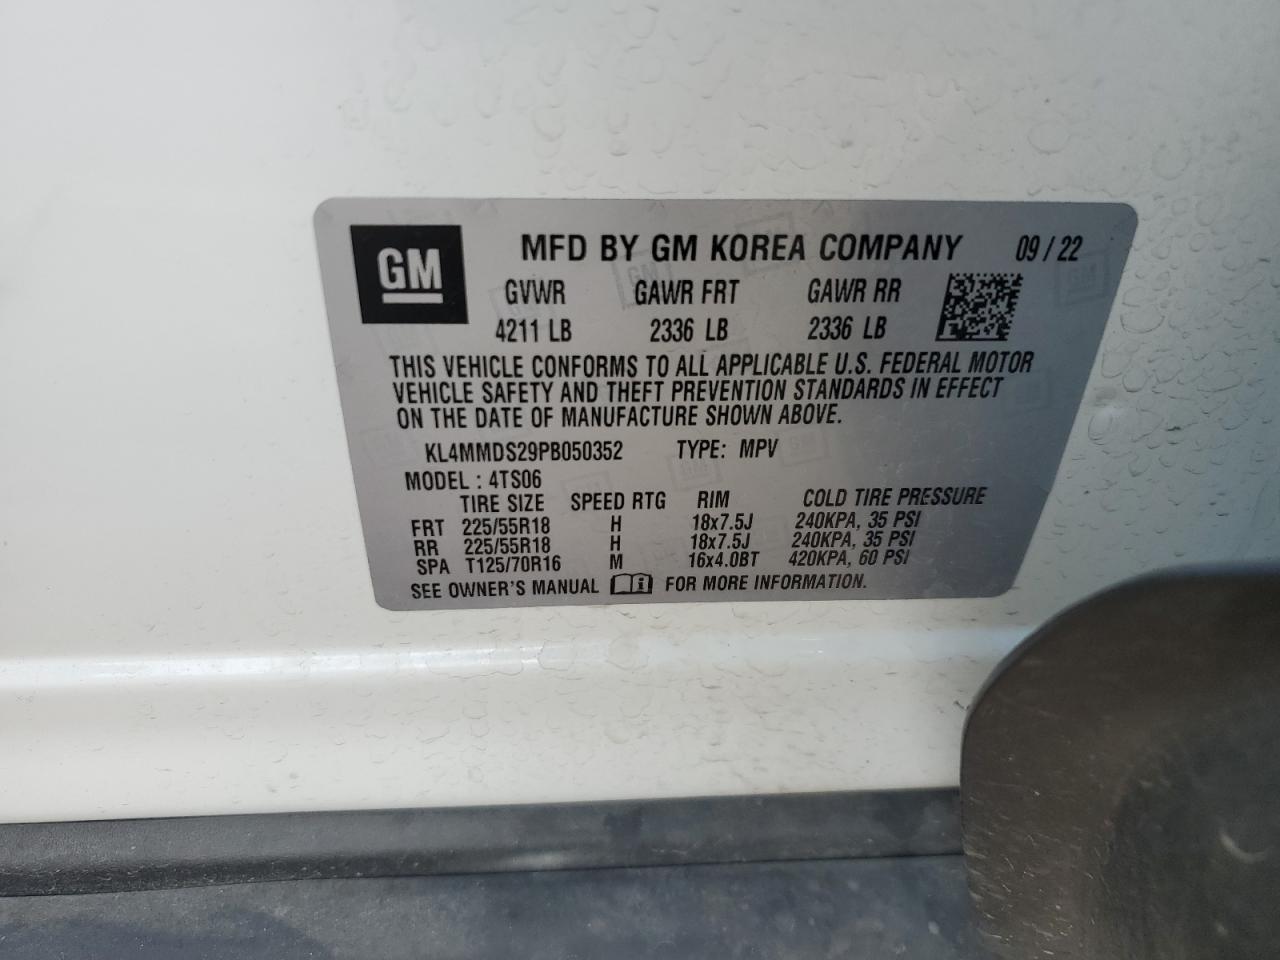 GM MFD BY GM KOREA COMPANY 09 / 22
GVWR GAWR FRT GAWR RR
4211 LB 2336 LB 2336 LB
THIS VEHICLE CONFORMS TO ALL APPLICABLE U.S. FEDERAL MOTOR
VEHICLE SAFETY AND THEFT PREVENTION STANDARDS IN EFFECT
ON THE DATE OF MANUFACTURE SHOWN ABOVE.
KL4MMDS29PB050352 TYPE: MPV
MODEL : 4TS06
TIRE SIZE SPEED RTG RIM COLD TIRE PRESSURE
FRT 225/55R18 H 18x7.5J 240KPA, 35 PSI
RR 225/55R18 H 18x7.5J 240KPA, 35 PSI
SPA T125/70R16 M 16x4.0BT 420KPA, 60 PSI
SEE OWNER'S MANUAL FOR MORE INFORMATION.